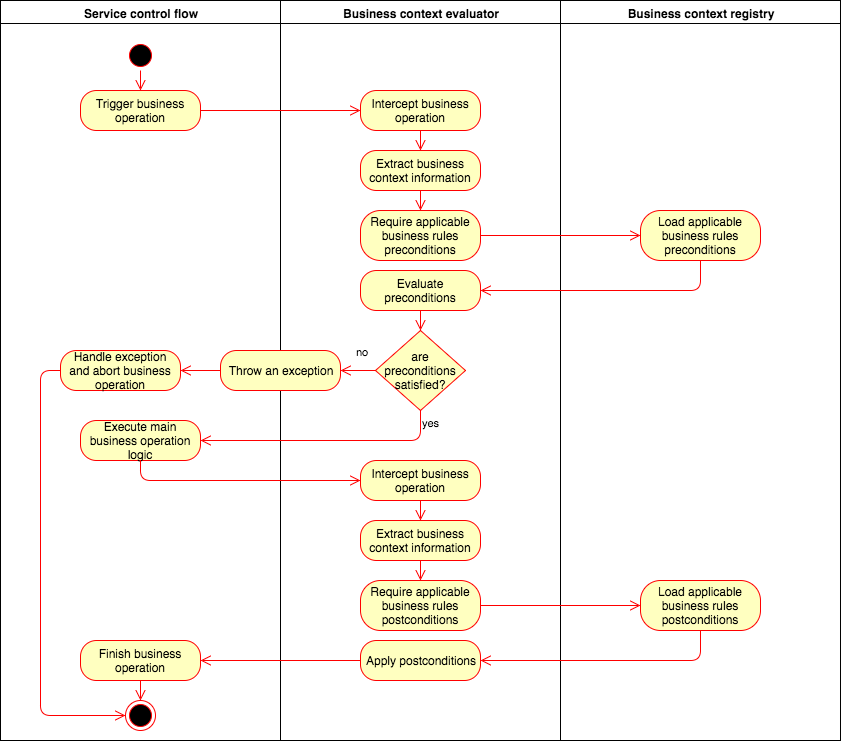 Service control flow
Business context evaluator
Business context registry
Trigger business
operation
Intercept business
operation
Extract business
context information
Require applicable
business rules
preconditions
Load applicable
business rules
preconditions
Evaluate
preconditions
are
preconditions
satisfied?
no
Throw an exception
Handle exception
and abort business
operation
yes
Execute main
business operation
logic
Intercept business
operation
Extract business
context information
Require applicable
business rules
postconditions
Load applicable
business rules
postconditions
Apply postconditions
Finish business
operation